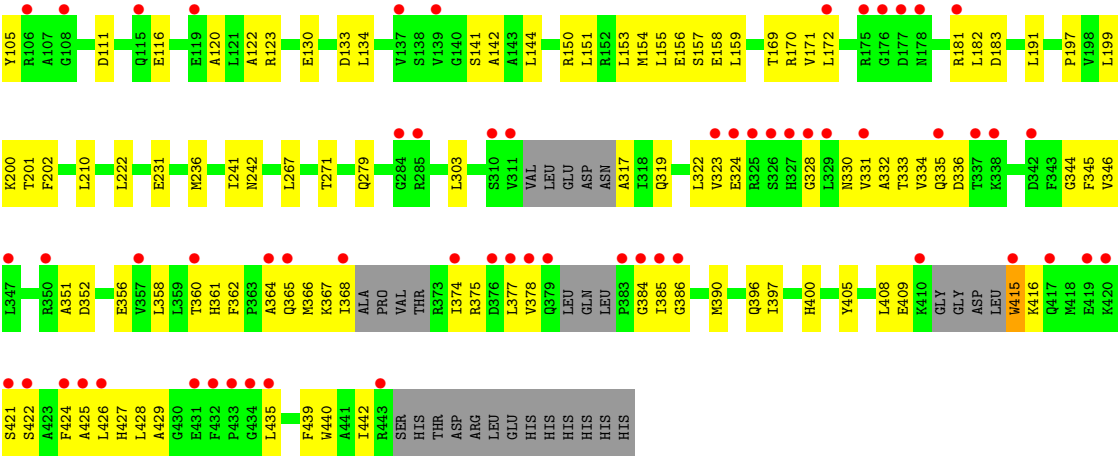 Y105 R106 A107 G108 D111 Q115 E116 E119 A120 L121 A122 R123 E130 D133 L134 V137 S138 V139 G140 S141 A142 A143 L144 R150 L151 R152 L153 M154 L155 E156 S157 E158 L159 T169 R170 V171 L172 R175 G176 D177 N178 R181 L182 D183 L191 P197 V198 L199
K200 T201 F202 L210 L222 E231 M236 I241 N242 L267 T271 Q279 G284 R285 L303 S310 V311 VAL LEU GLU ASP ASN A317 I318 Q319 L322 V323 E324 R325 S326 H327 G328 L329 N330 V331 A332 T333 V334 Q335 D336 T337 K338 D342 F343 G344 F345 V346
L347 R350 A351 D352 E356 V357 L358 L359 T360 H361 F362 P363 A364 Q365 M366 K367 I368 ALA PRO VAL THR R373 I374 R375 D376 L377 V378 Q379 LEU GLN LEU P383 G384 I385 G386 M390 Q396 I397 H400 Y405 L408 E409 K410 GLY GLY ASP LEU W415 K416 Q417 M418 E419 K420
S421 S422 A423 F424 A425 L426 H427 L428 A429 G430 E431 F432 P433 G434 L435 F439 W440 A441 I442 R443 SER HIS THR ASP ARG LEU GLU HIS HIS HIS HIS HIS HIS